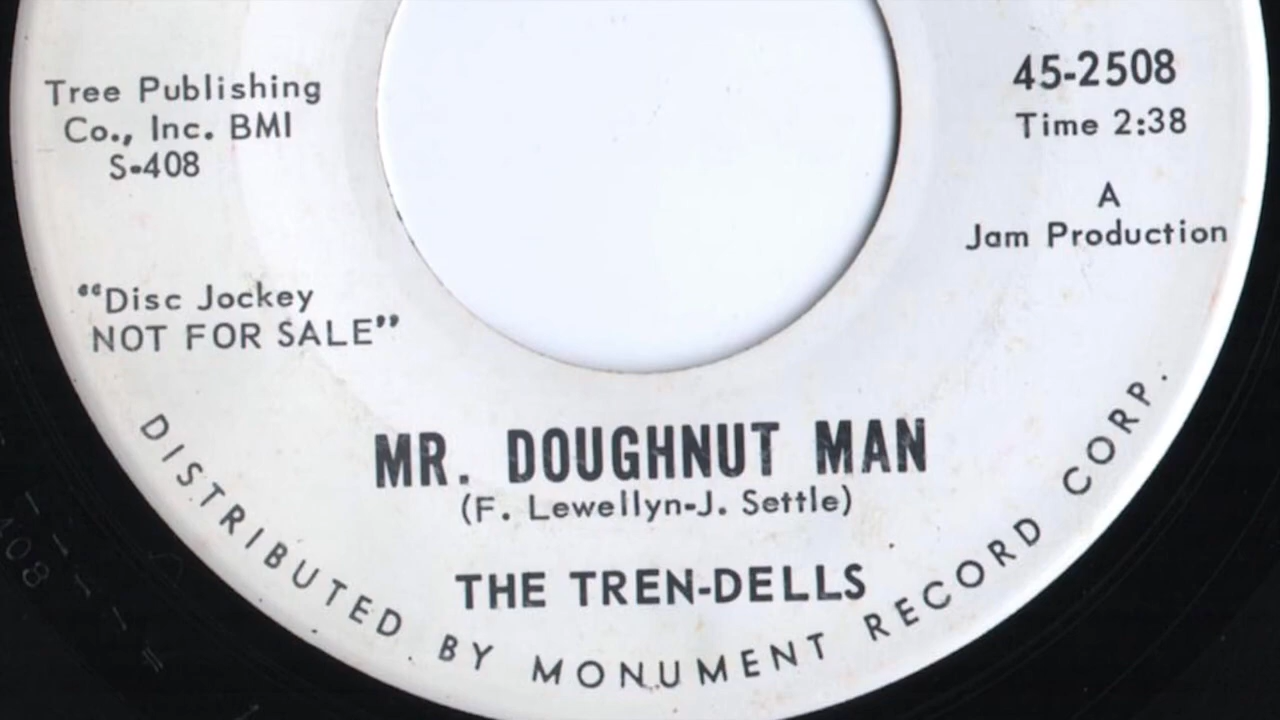 Tree Publishing
Co., Inc. BMI
S-408
“Disc Jockey
NOT FOR SALE”
45-2508
Time 2:38
A
Jam Production
MR. DOUGHNUT MAN
(F. Lewellyn-J. Settle)
THE TREN-DELLS
DISTRIBUTED BY MONUMENT RECORD CORP.